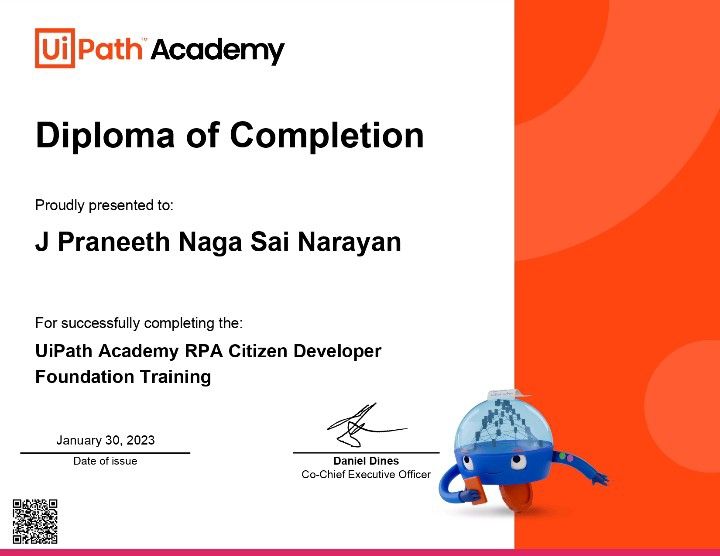 UiPath™ Academy
Diploma of Completion
Proudly presented to:
J Praneeth Naga Sai Narayan
For successfully completing the:
UiPath Academy RPA Citizen Developer
Foundation Training
January 30, 2023
Date of issue
Daniel Dines
Co-Chief Executive Officer